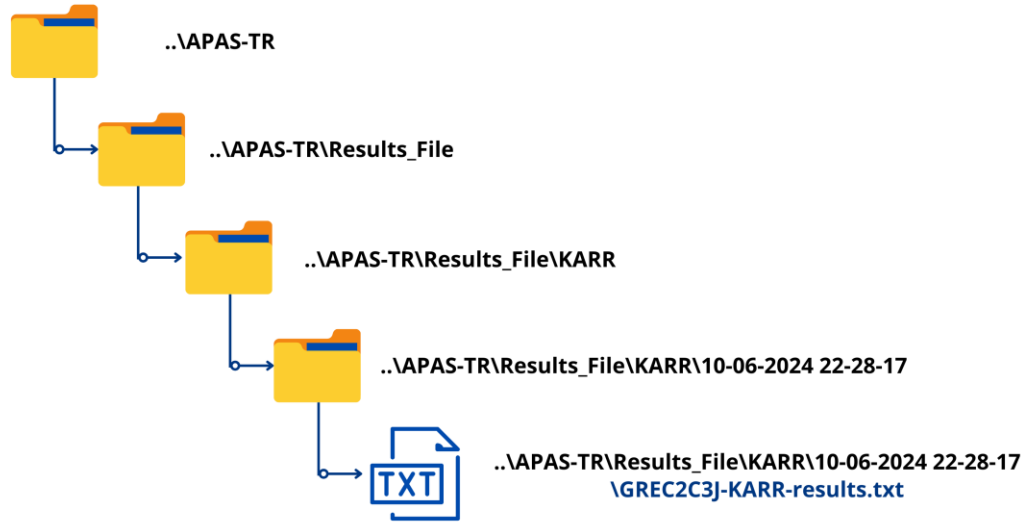 ..\APAS-TR
..\APAS-TR\Results_File
..\APAS-TR\Results_File\KARR
..\APAS-TR\Results_File\KARR\10-06-2024 22-28-17
..\APAS-TR\Results_File\KARR\10-06-2024 22-28-17
\GREC2C3J-KARR-results.txt
TXT